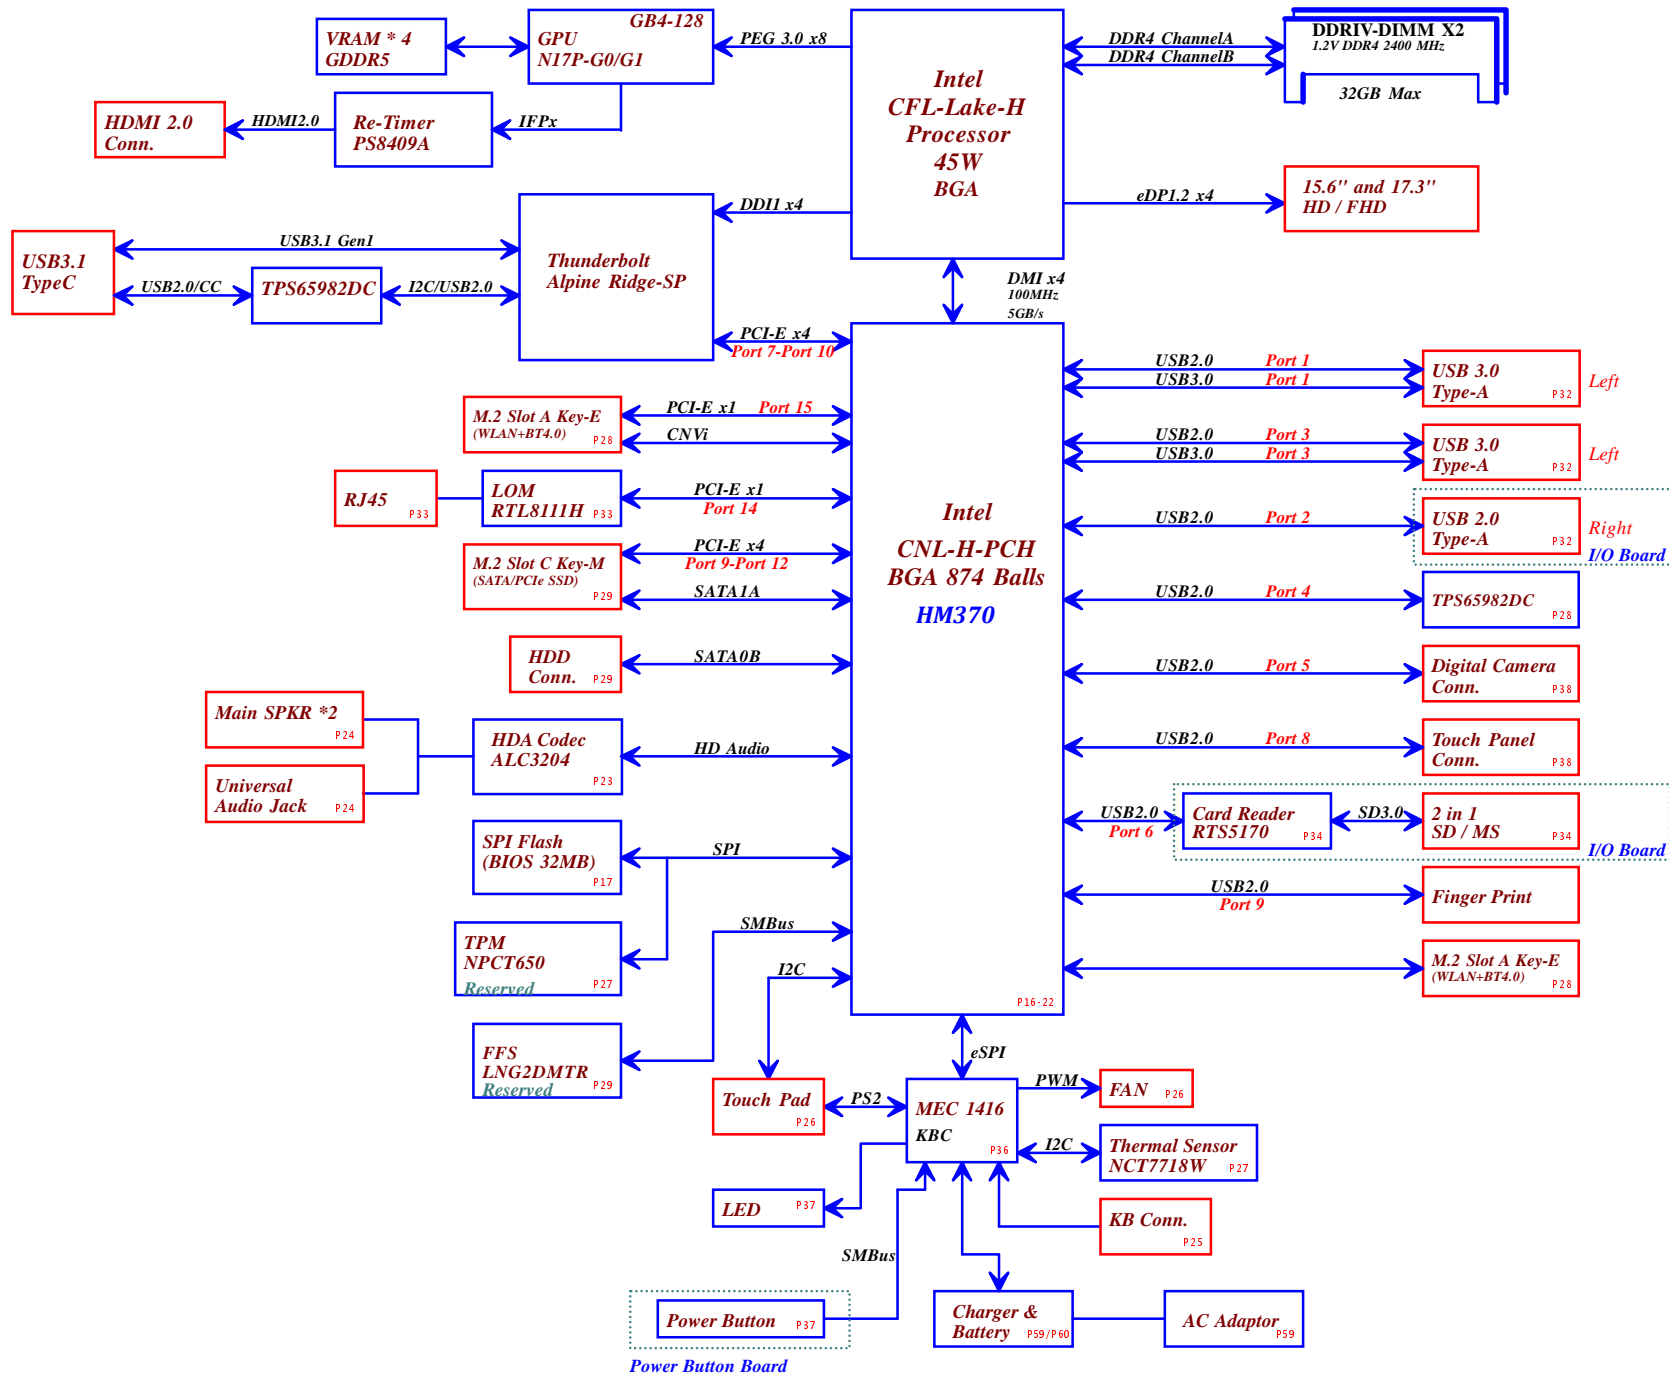 VRAM * 4
GDDR5
GB4-128
GPU
N17P-G0/G1
PEG 3.0 x8
Intel
CFL-Lake-H
Processor
45W
BGA
DDR4 ChannelA
DDR4 ChannelB
DDRIV-DIMM X2
1.2V DDR4 2400 MHz
32GB Max
HDMI 2.0
Conn.
HDMI2.0
Re-Timer
PS8409A
IFPx
DDI1 x4
eDP1.2 x4
15.6" and 17.3"
HD / FHD
USB3.1
TypeC
USB3.1 Gen1
USB2.0/CC
TPS65982DC
I2C/USB2.0
Thunderbolt
Alpine Ridge-SP
PCI-E x4
Port 7-Port 10
DMI x4
100MHz
5GB/s
M.2 Slot A Key-E
(WLAN+BT4.0)
P28
PCI-E x1 Port 15
CNVi
RJ45
P33
LOM
RTL8111H
P33
PCI-E x1
Port 14
M.2 Slot C Key-M
(SATA/PCIe SSD)
P29
PCI-E x4
Port 9-Port 12
SATA1A
HDD
Conn.
P29
SATA0B
Main SPKR *2
P24
Universal
Audio Jack
P24
HDA Codec
ALC3204
P23
HD Audio
SPI Flash
(BIOS 32MB)
P17
SPI
TPM
NPCT650
Reserved
P27
SMBus
I2C
FFS
LNG2DMTR
Reserved
P29
Intel
CNL-H-PCH
BGA 874 Balls
HM370
P16-22
USB2.0 Port 1
USB3.0 Port 1
USB 3.0
Type-A
P32
Left
USB2.0 Port 3
USB3.0 Port 3
USB 3.0
Type-A
P32
Left
USB2.0 Port 2
USB 2.0
Type-A
P32
Right
I/O Board
USB2.0 Port 4
TPS65982DC
P28
USB2.0 Port 5
Digital Camera
Conn.
P38
USB2.0 Port 8
Touch Panel
Conn.
P38
USB2.0
Port 6
Card Reader
RTS5170
P34
SD3.0
2 in 1
SD / MS
P34
I/O Board
USB2.0
Port 9
Finger Print
M.2 Slot A Key-E
(WLAN+BT4.0)
P28
eSPI
Touch Pad
P26
PS2
MEC 1416
KBC
P36
PWM
FAN
P26
I2C
Thermal Sensor
NCT7718W
P27
LED
P37
KB Conn.
P25
SMBus
Power Button
P37
Power Button Board
Charger &
Battery
P59/P60
AC Adaptor
P59